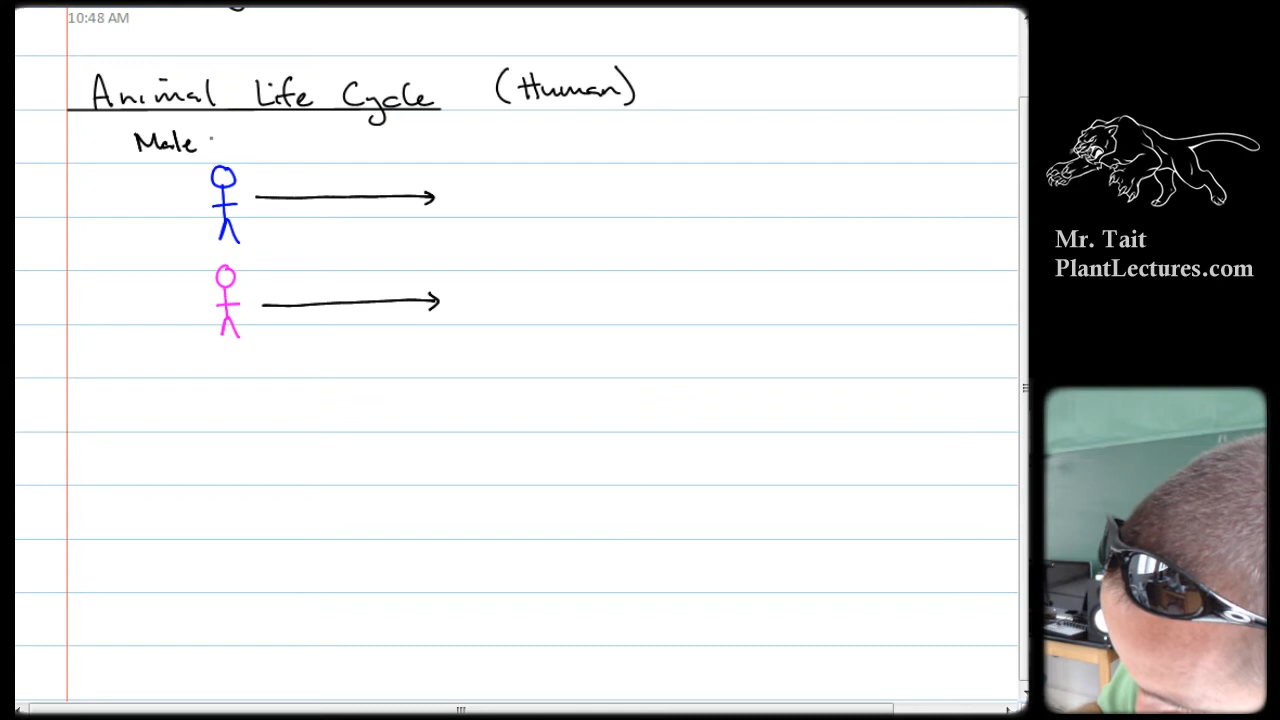 10:48 AM
Animal Life Cycle (Human)
Male
Mr. Tait
PlantLectures.com